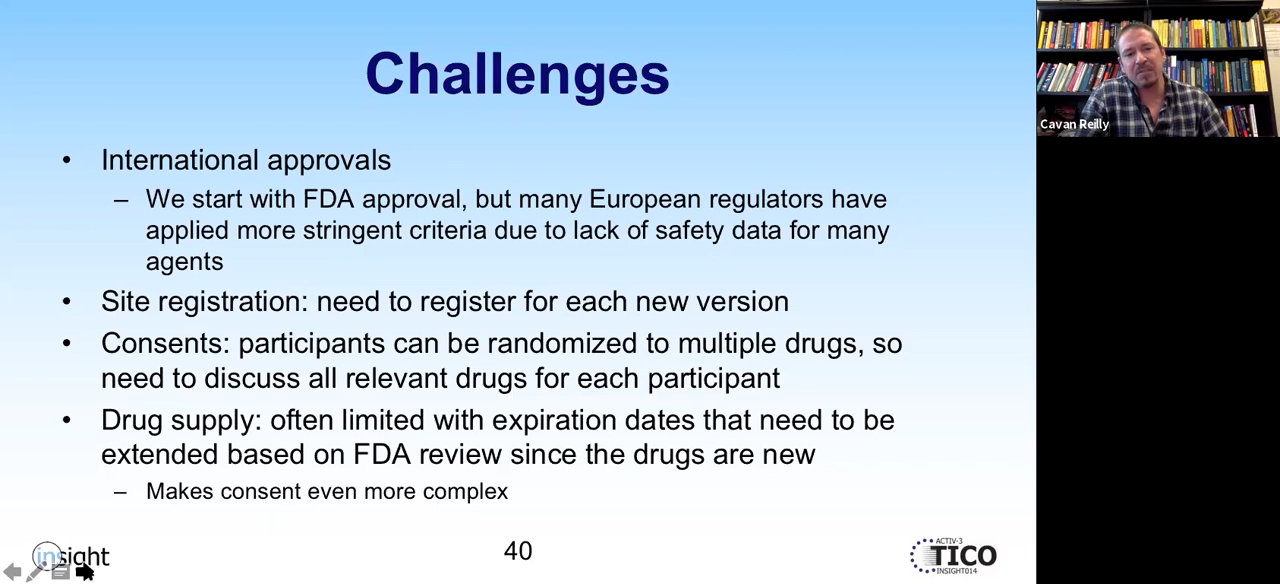 Challenges
• International approvals
– We start with FDA approval, but many European regulators have
applied more stringent criteria due to lack of safety data for many
agents
• Site registration: need to register for each new version
• Consents: participants can be randomized to multiple drugs, so
need to discuss all relevant drugs for each participant
• Drug supply: often limited with expiration dates that need to be
extended based on FDA review since the drugs are new
– Makes consent even more complex
insight
40
ACTIV-3
TICO
INSIGHT014
Cavan Reilly